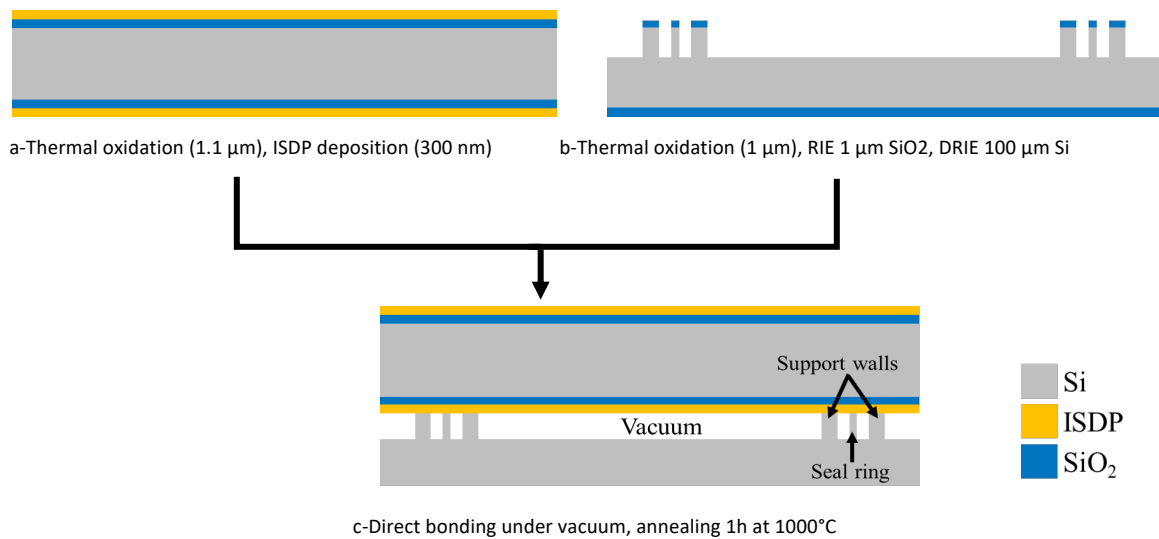 a-Thermal oxidation (1.1 µm), ISDP deposition (300 nm)
b-Thermal oxidation (1 µm), RIE 1 µm SiO2, DRIE 100 µm Si
Support walls
Vacuum
Seal ring
Si
ISDP
SiO₂
c-Direct bonding under vacuum, annealing 1h at 1000°C